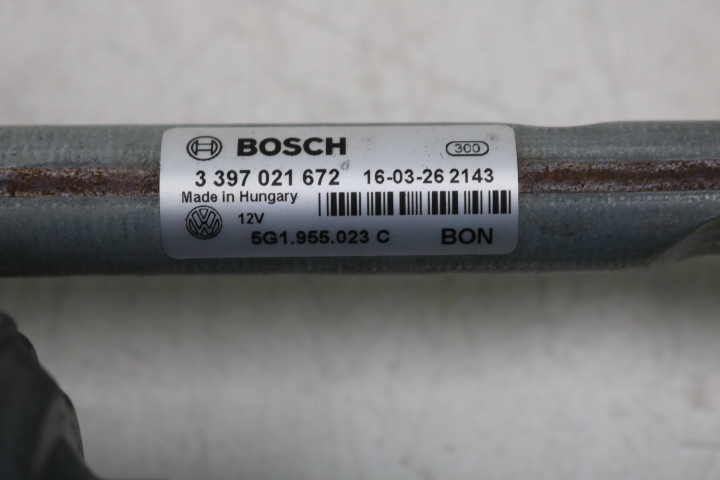 BOSCH 300
3 397 021 672 16-03-26 2143
Made in Hungary
12V
5G1.955.023 C BON